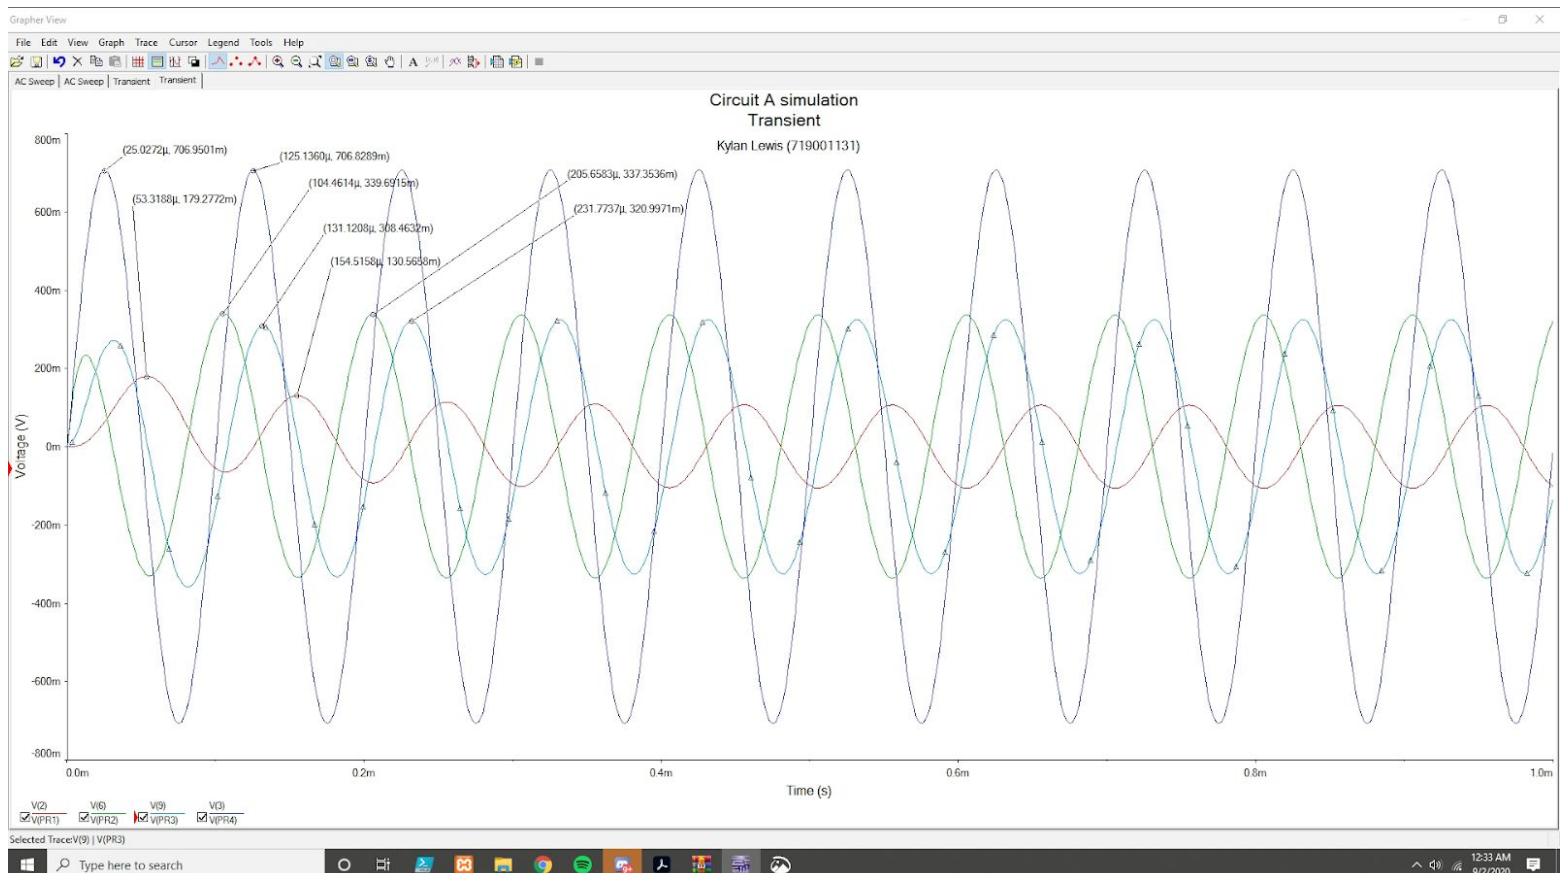 Grapher View
File Edit View Graph Trace Cursor Legend Tools Help
AC Sweep AC Sweep Transient Transient
Circuit A simulation
Transient
Kylan Lewis (719001131)
800m
600m
400m
200m
0m
-200m
-400m
-600m
-800m
Voltage (V)
(25.0272µ, 706.9501m)
(125.1360µ, 706.8289m)
(104.4614µ, 339.6915m)
(53.3188µ, 179.2772m)
(205.6583µ, 337.3536m)
(231.7737µ, 320.9971m)
(131.1208µ, 308.4632m)
(154.5158µ, 130.5658m)
0.0m 0.2m 0.4m 0.6m 0.8m 1.0m
Time (s)
V(2) V(6) V(9) V(3)
V(PR1) V(PR2) V(PR3) V(PR4)
Selected Trace:V(9) | V(PR3)
Type here to search
12:33 AM
9/2/2020